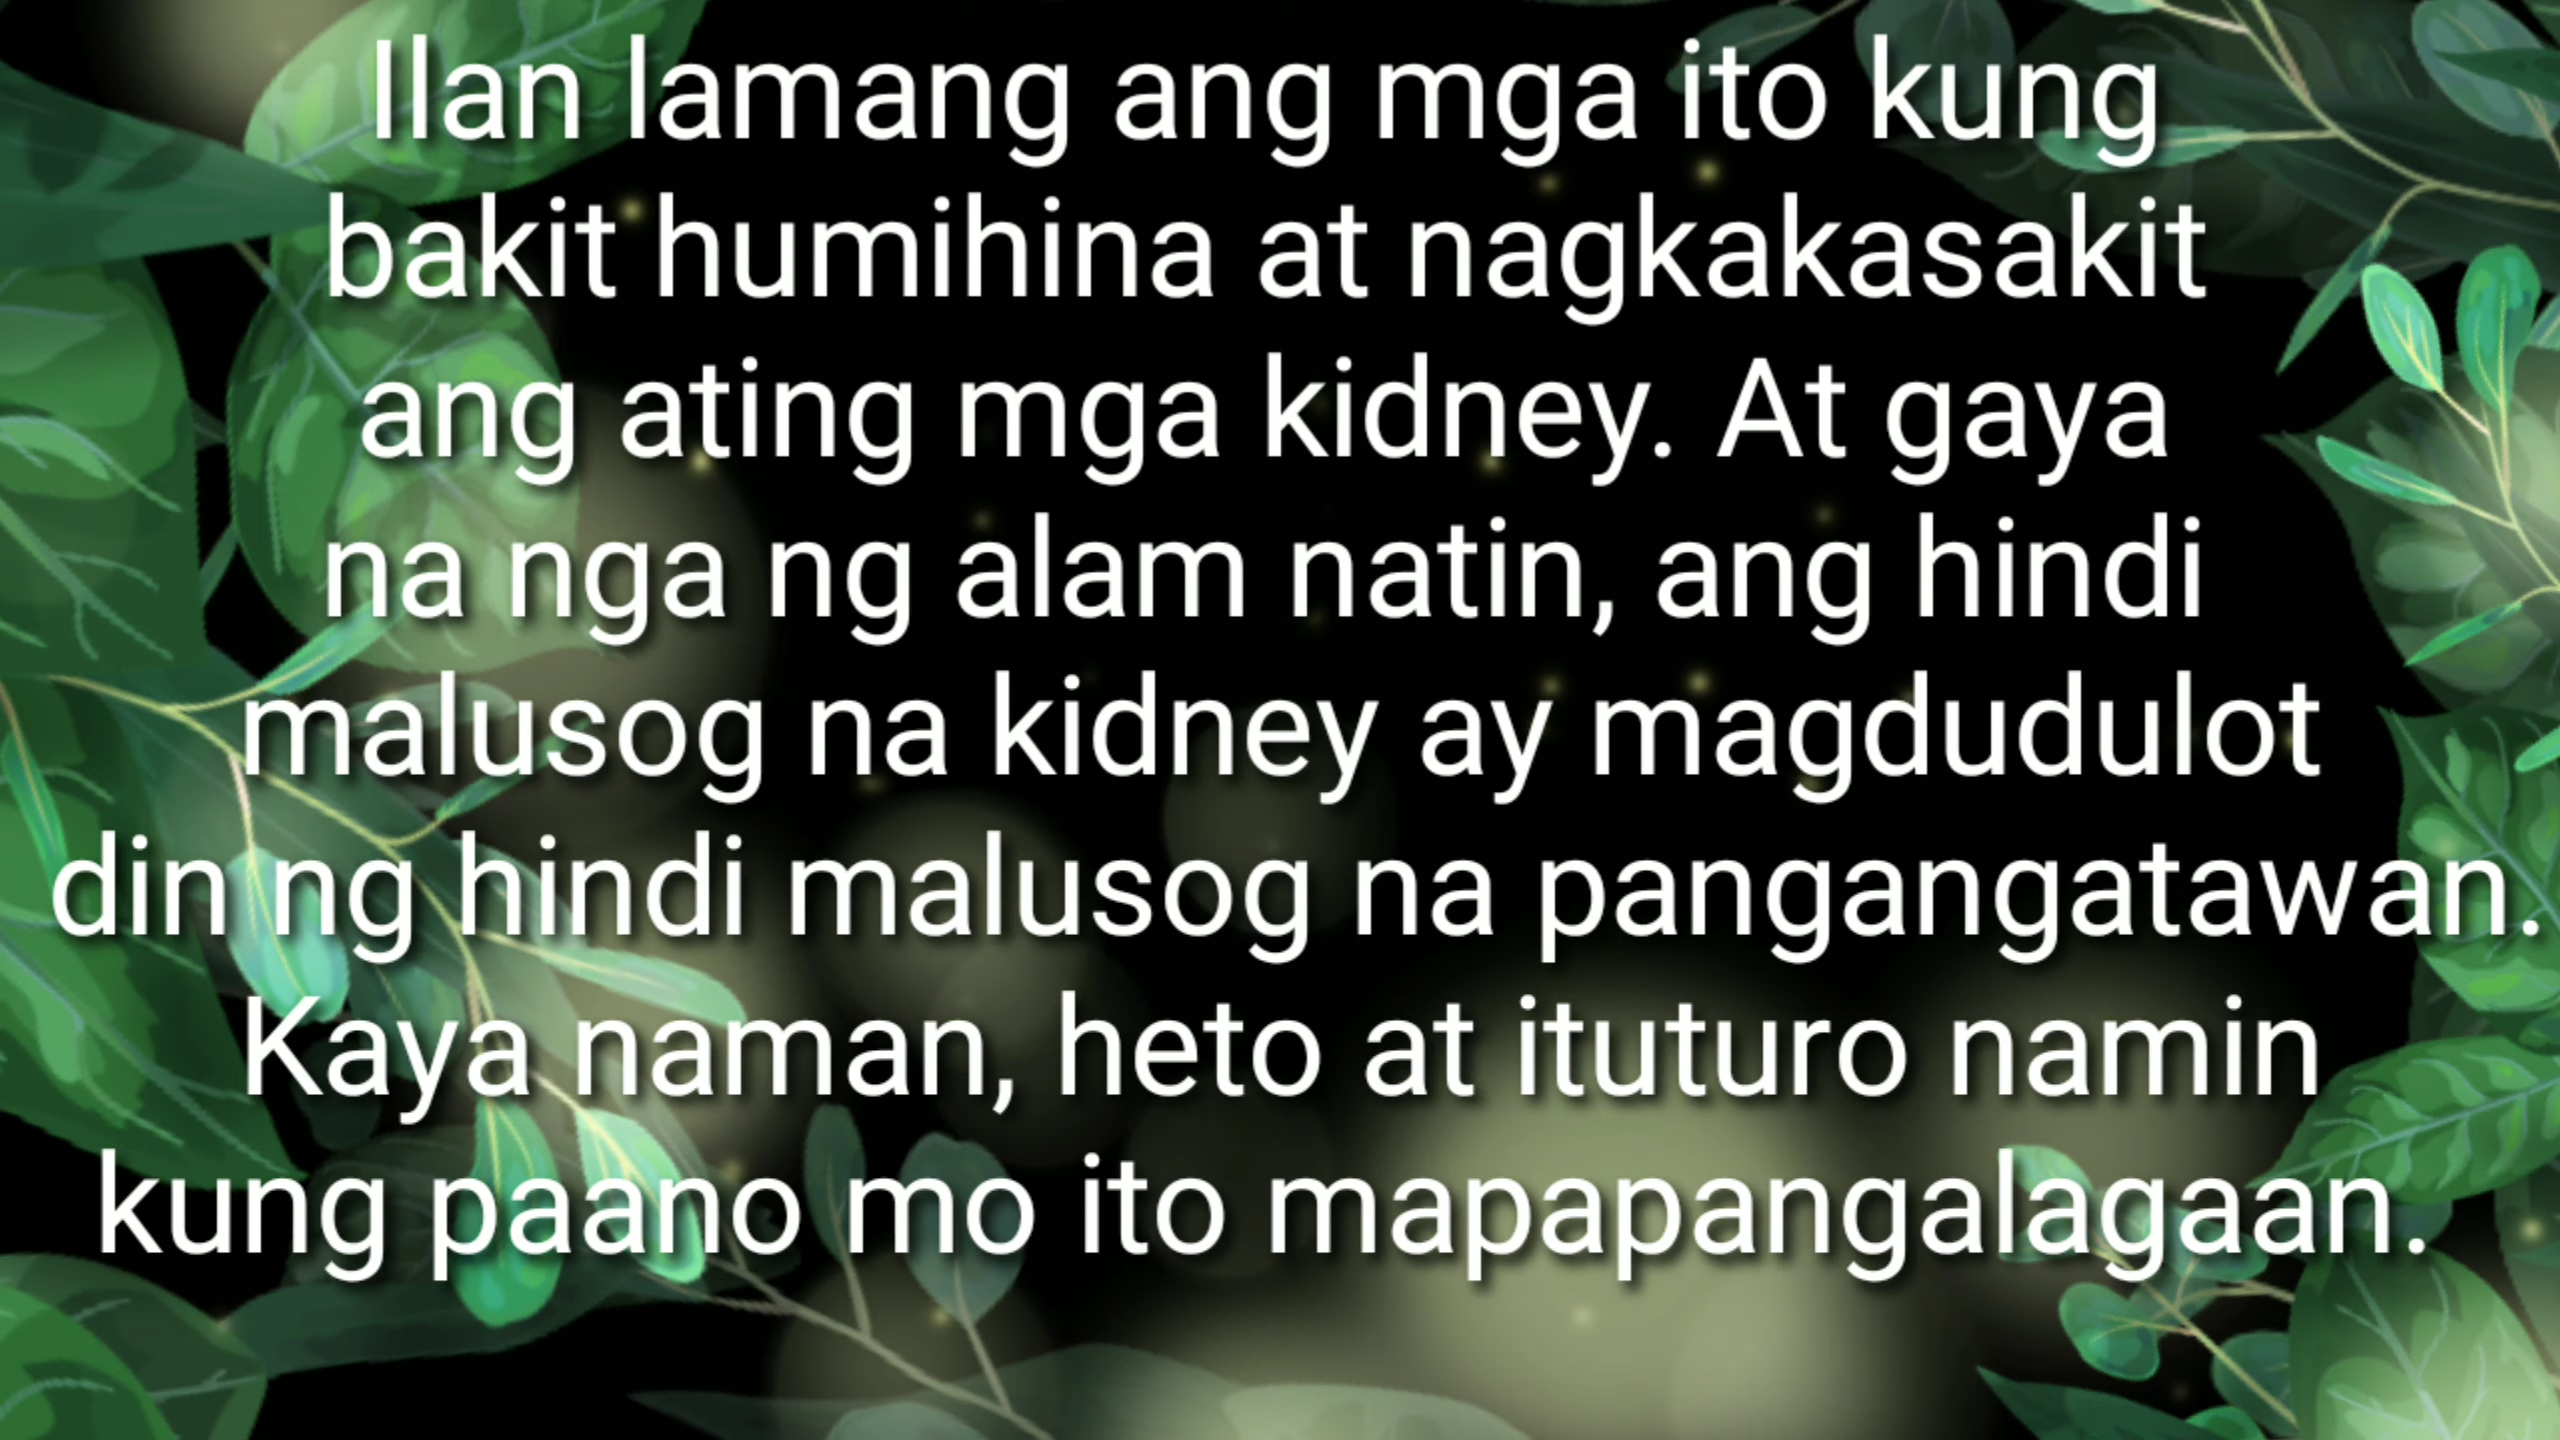 Ilan lamang ang mga ito kung
bakit humihina at nagkakasakit
ang ating mga kidney. At gaya
na nga ng alam natin, ang hindi
malusog na kidney ay magdudulot
din ng hindi malusog na pangangatawan.
Kaya naman, heto at ituturo namin
kung paano mo ito mapapangalagaan.